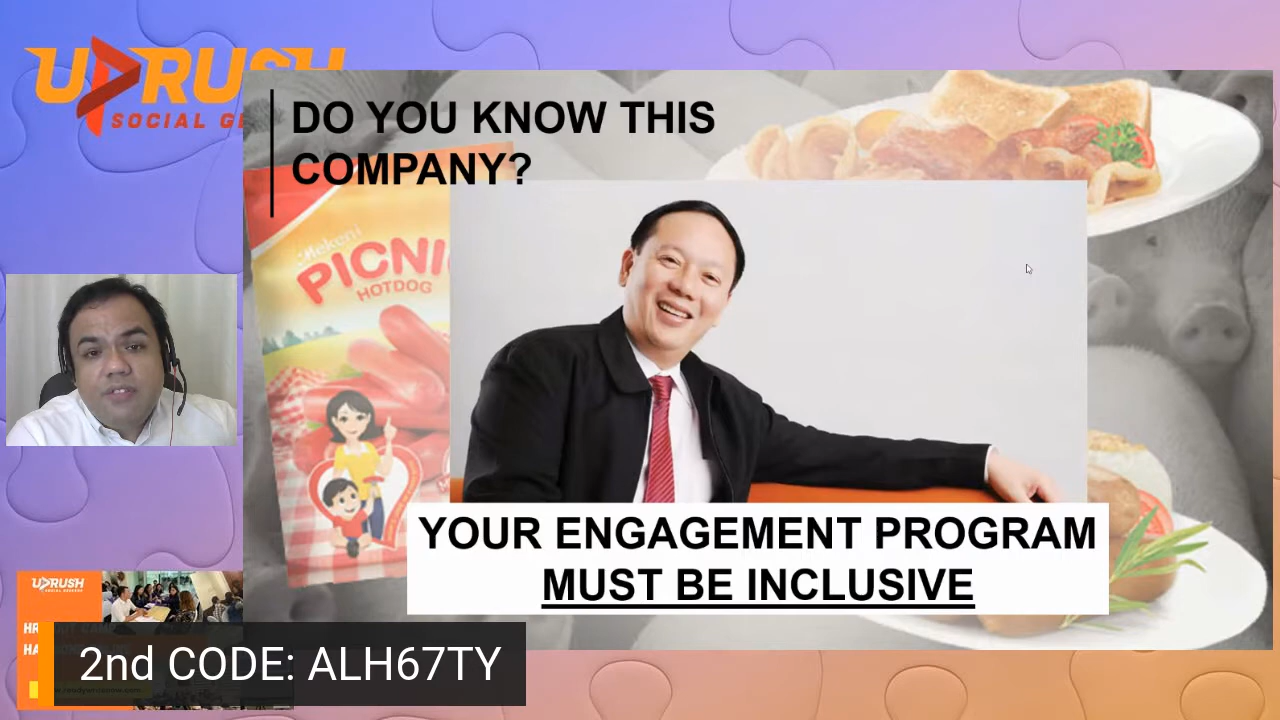 UPRUSH
SOCIAL GE
DO YOU KNOW THIS
COMPANY?
Mekeni
PICNI
HOTDOG
YOUR ENGAGEMENT PROGRAM
MUST BE INCLUSIVE
UPRUSH
2nd CODE: ALH67TY